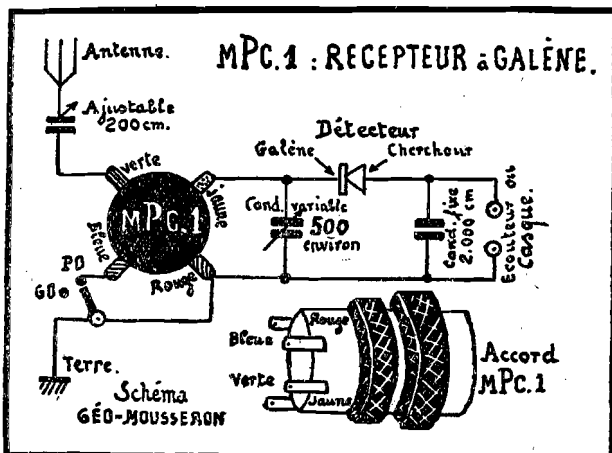 MPC.1 : RECEPTEUR à GALÈNE.
Antenne.
Ajustable
200 cm.
verte
jaune
MPC.1
Bleue
Rouge
PO
GO
Terre.
Détecteur
Galène
Chercheur
Cond. variable
500
environ
Cond. fixe
2.000 cm
Ecouteur ou
Casque.
Schéma
GÉO-MOUSSERON
Rouge
Bleue
Verte
Jaune
Accord
MPC.1